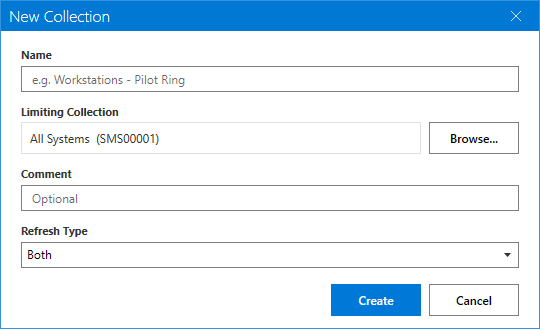 New Collection
Name
e.g. Workstations - Pilot Ring
Limiting Collection
All Systems (SMS00001)
Browse...
Comment
Optional
Refresh Type
Both
Create
Cancel